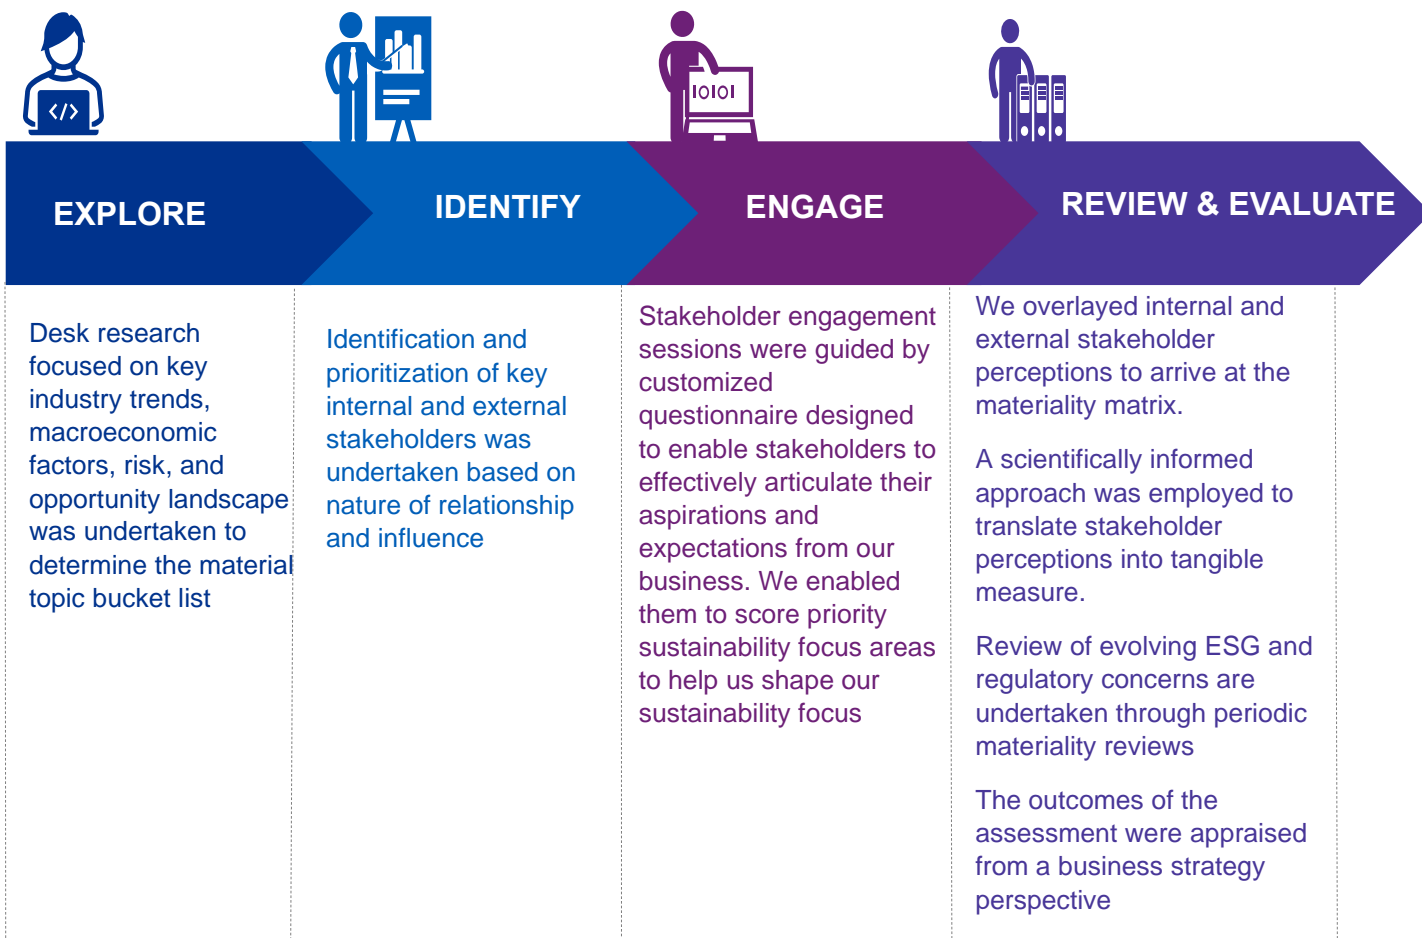 </>
IOIOI
EXPLORE
IDENTIFY
ENGAGE
REVIEW & EVALUATE
Desk research
focused on key
industry trends,
macroeconomic
factors, risk, and
opportunity landscape
was undertaken to
determine the material
topic bucket list
Identification and
prioritization of key
internal and external
stakeholders was
undertaken based on
nature of relationship
and influence
Stakeholder engagement
sessions were guided by
customized
questionnaire designed
to enable stakeholders to
effectively articulate their
aspirations and
expectations from our
business. We enabled
them to score priority
sustainability focus areas
to help us shape our
sustainability focus
We overlayed internal and
external stakeholder
perceptions to arrive at the
materiality matrix.
A scientifically informed
approach was employed to
translate stakeholder
perceptions into tangible
measure.
Review of evolving ESG and
regulatory concerns are
undertaken through periodic
materiality reviews
The outcomes of the
assessment were appraised
from a business strategy
perspective